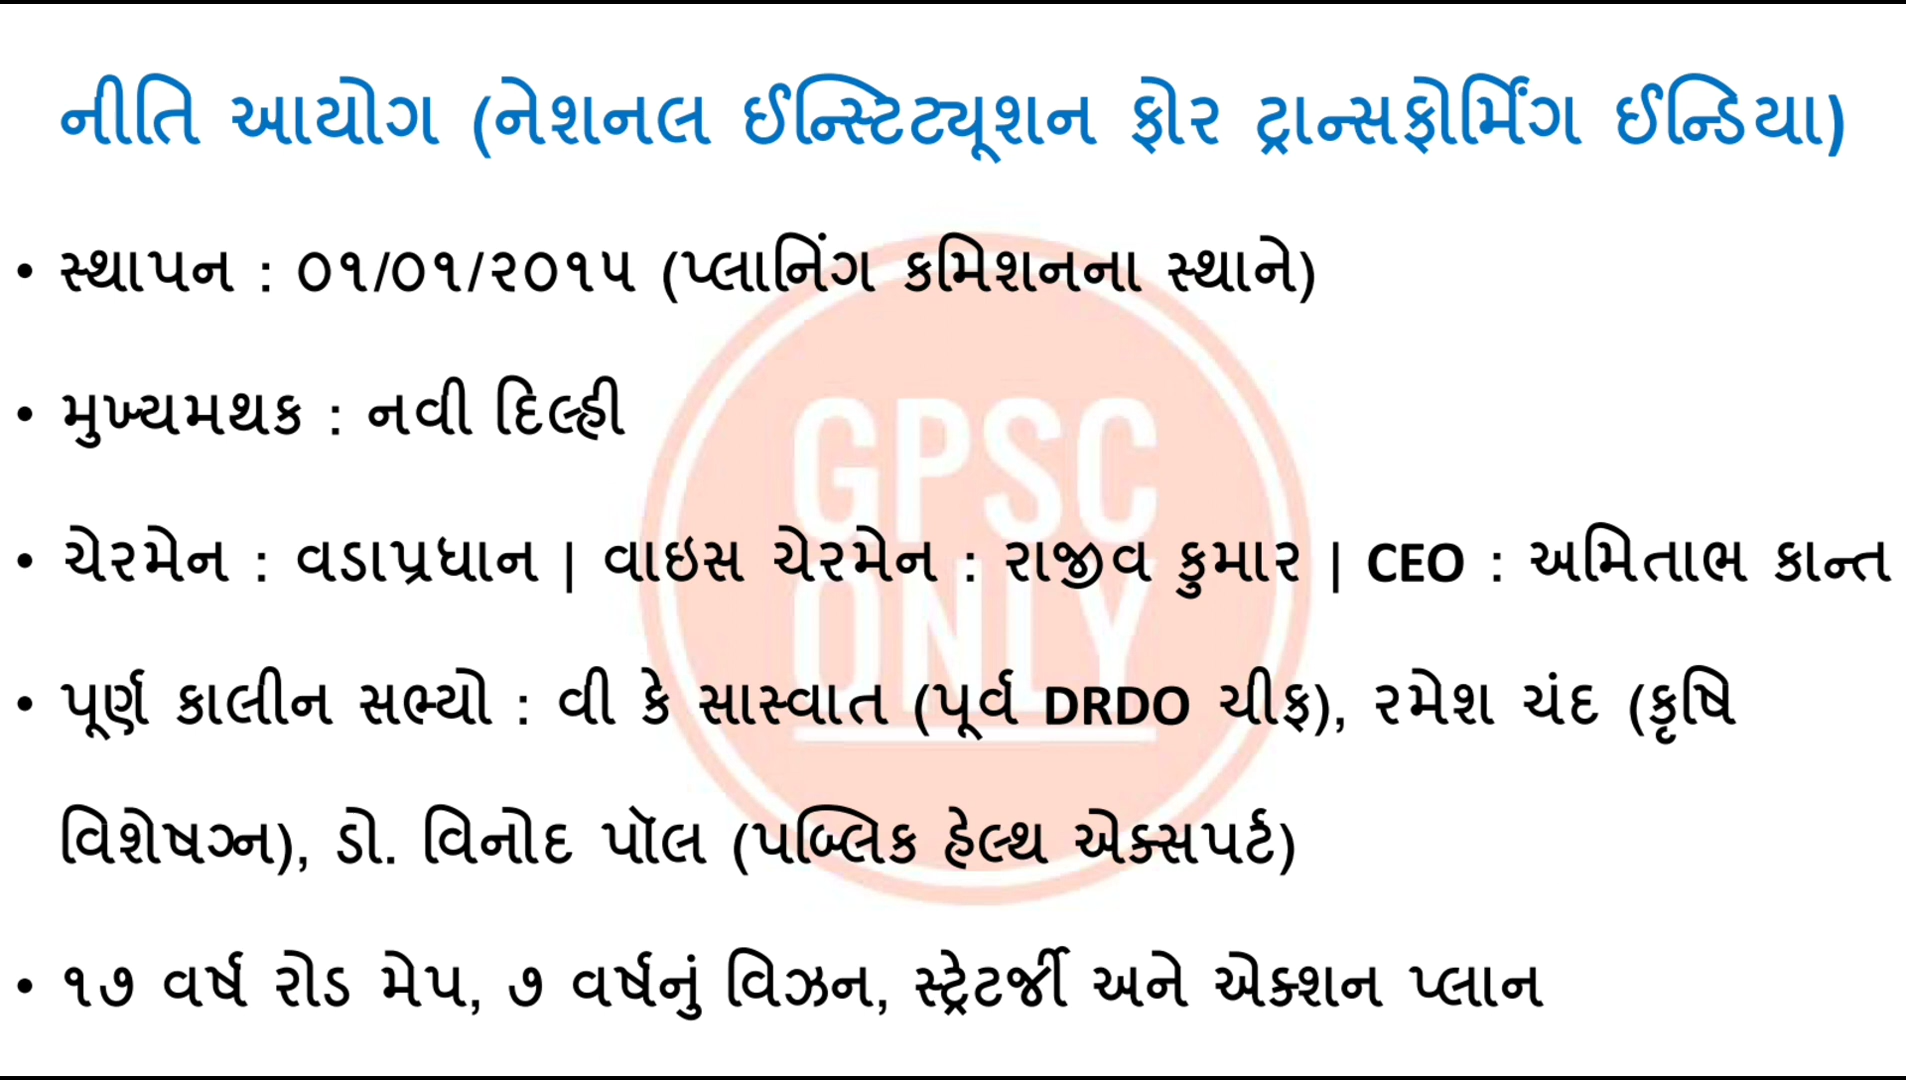 નીતિ આયોગ (નેશનલ ઈન્સ્ટિટ્યૂશન ફોર ટ્રાન્સફોર્મિંગ ઈન્ડિયા)
• સ્થાપન : ૦૧/૦૧/૨૦૧૫ (પ્લાનિંગ કમિશનના સ્થાને)
• મુખ્યમથક : નવી દિલ્હી
• ચેરમેન : વડાપ્રધાન | વાઇસ ચેરમેન : રાજીવ કુમાર | CEO : અમિતાભ કાન્ત
• પૂર્ણ કાલીન સભ્યો : વી કે સાસ્વાત (પૂર્વ DRDO ચીફ), રમેશ ચંદ (કૃષિ
વિશેષગ્ન), ડો. વિનોદ પૉલ (પબ્લિક હેલ્થ એક્સપર્ટ)
• ૧૭ વર્ષ રોડ મેપ, ૭ વર્ષનું વિઝન, સ્ટ્રેટર્જી અને એક્શન પ્લાન
GPSC
ONLY